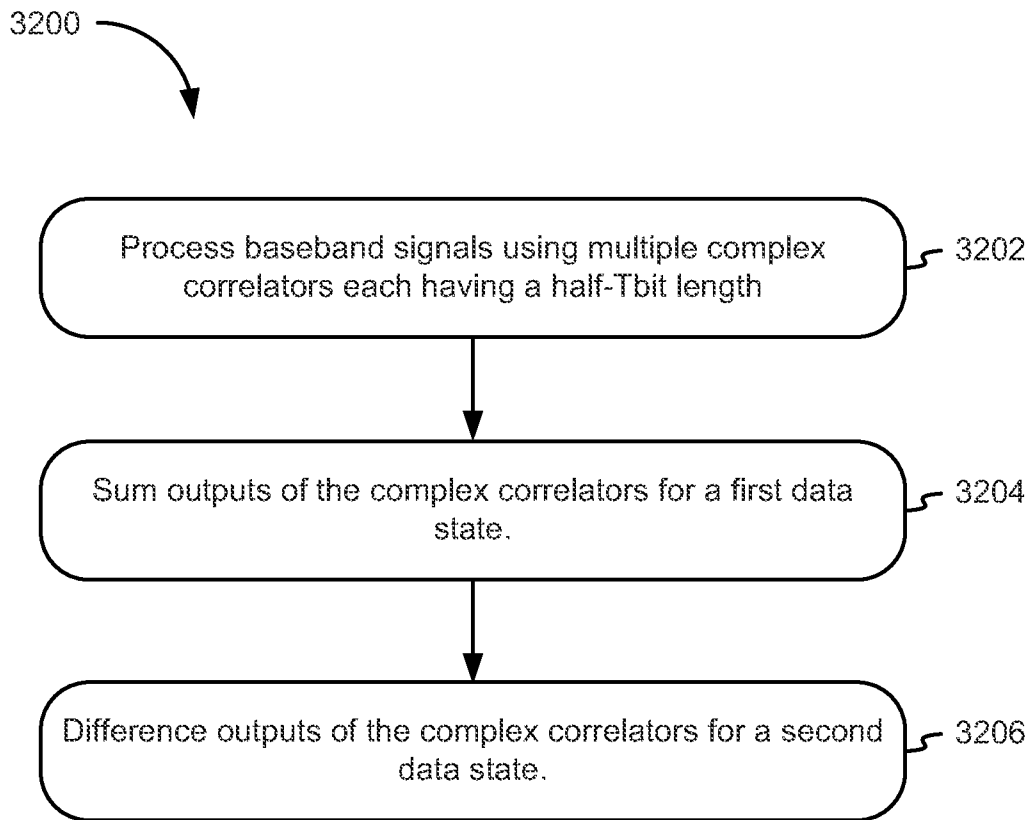 3200
Process baseband signals using multiple complex
correlators each having a half-Tbit length
3202
Sum outputs of the complex correlators for a first data
state.
3204
Difference outputs of the complex correlators for a second
data state.
3206